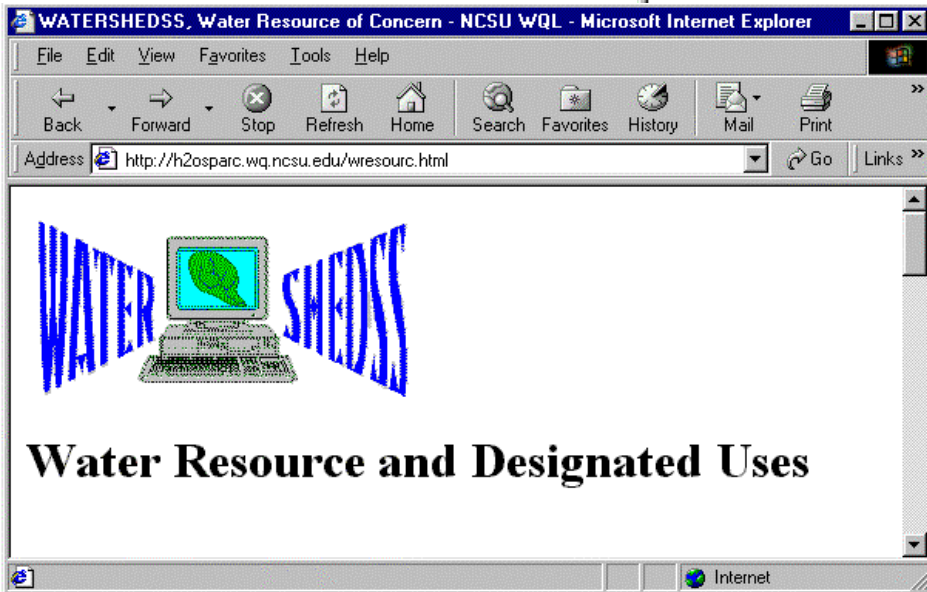 WATERSHEDSS, Water Resource of Concern - NCSU WQL - Microsoft Internet Explorer
File Edit View Favorites Tools Help
Back Forward Stop Refresh Home Search Favorites History Mail Print
Address http://h2osparc.wq.ncsu.edu/wresourc.html Go Links
WATER SHEDSS
Water Resource and Designated Uses
Internet